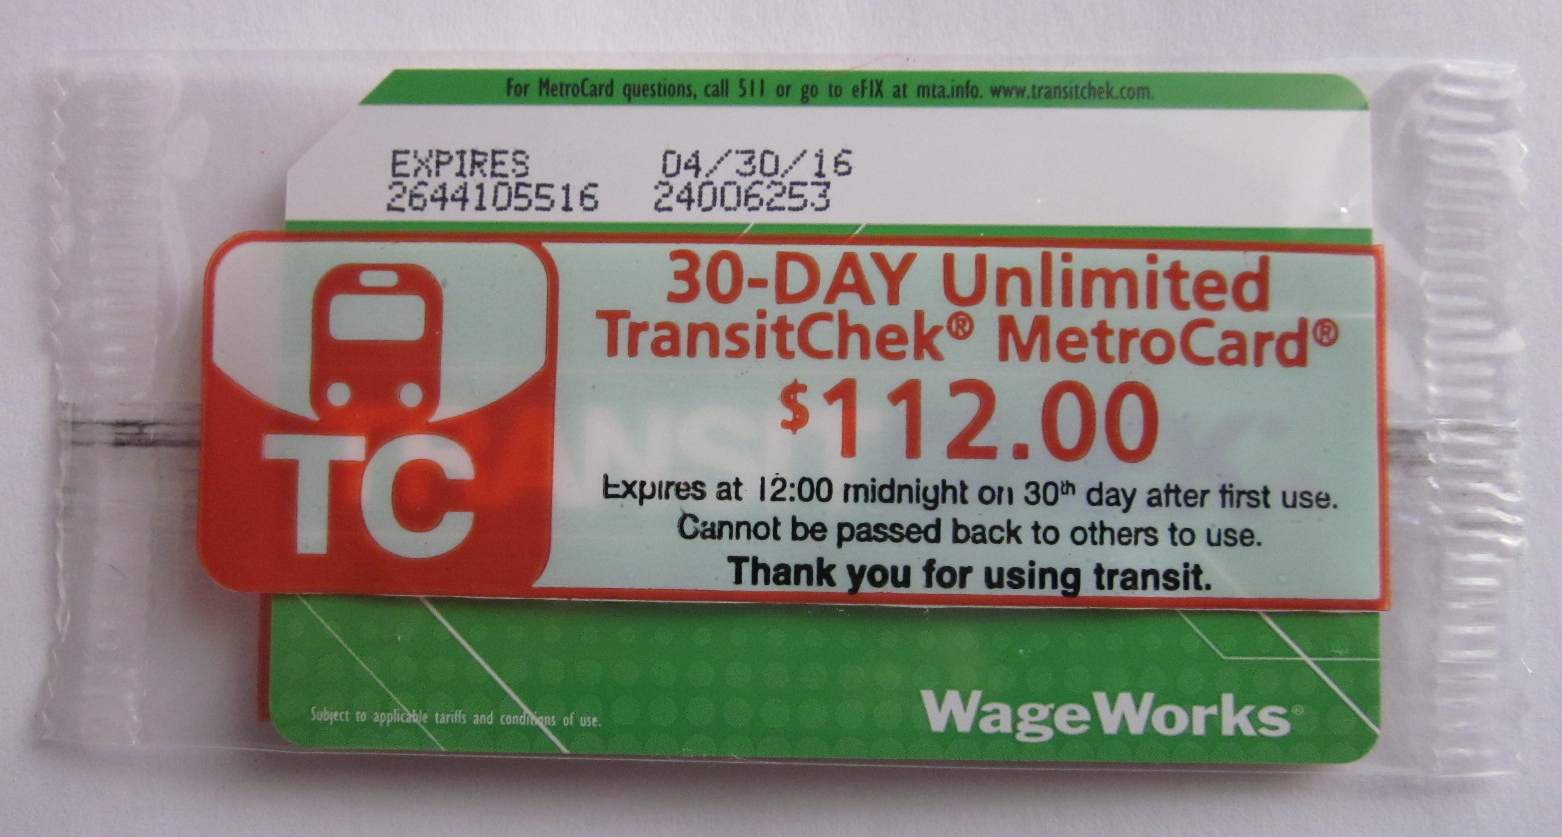 For MetroCard questions, call 511 or go to eFIX at mta.info. www.transitchek.com.
EXPIRES 04/30/16
2644105516 24006253
30-DAY Unlimited
TransitChek® MetroCard®
$112.00
TC
TRANSIT
Expires at 12:00 midnight on 30th day after first use.
Cannot be passed back to others to use.
Thank you for using transit.
WageWorks®
Subject to applicable tariffs and conditions of use.